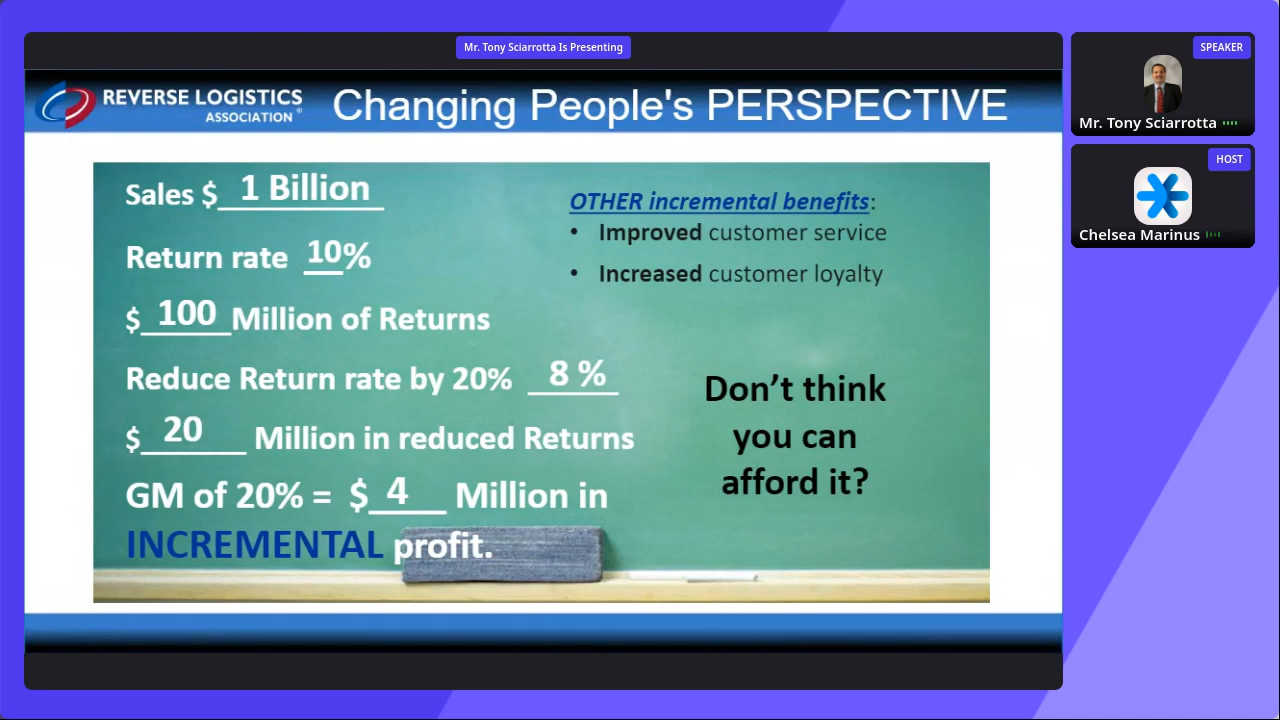 Mr. Tony Sciarrotta Is Presenting
REVERSE LOGISTICS
ASSOCIATION®
Changing People's PERSPECTIVE
Sales $ 1 Billion
Return rate 10%
$ 100 Million of Returns
Reduce Return rate by 20% 8 %
$ 20 Million in reduced Returns
GM of 20% = $ 4 Million in
INCREMENTAL profit.
OTHER incremental benefits:
• Improved customer service
• Increased customer loyalty
Don’t think
you can
afford it?
SPEAKER
Mr. Tony Sciarrotta
HOST
Chelsea Marinus